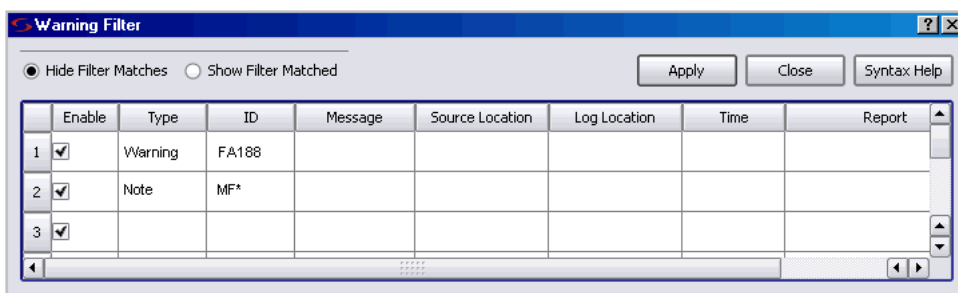 Warning Filter
Hide Filter Matches Show Filter Matched Apply Close Syntax Help
Enable Type ID Message Source Location Log Location Time Report
1 Warning FA188
2 Note MF*
3